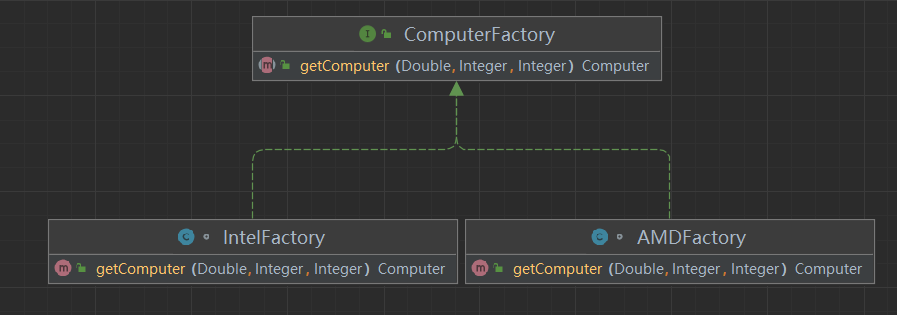 ComputerFactory
getComputer (Double, Integer, Integer) Computer
IntelFactory
getComputer (Double, Integer, Integer) Computer
AMDFactory
getComputer (Double, Integer, Integer) Computer